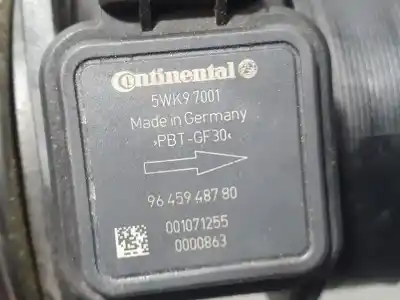 Continental
5WK9 7001
Made in Germany
>PBT-GF30<
96 459 487 80
001071255
0000863